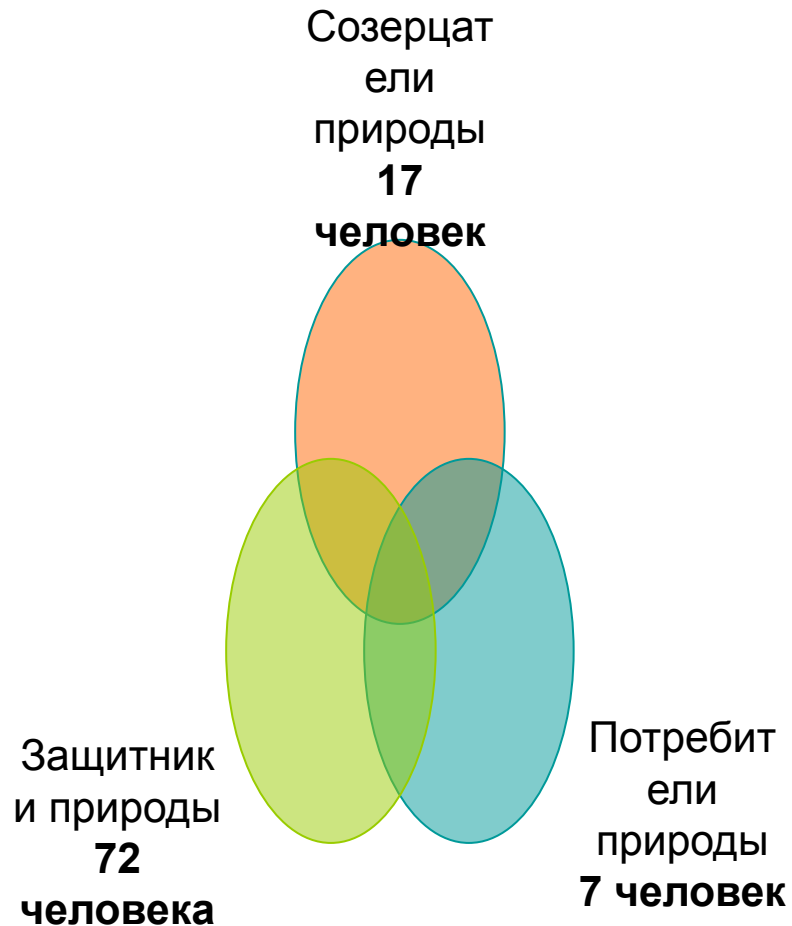 Созерцат
ели
природы
17
человек
Защитник
и природы
72
человека
Потребит
ели
природы
7 человек